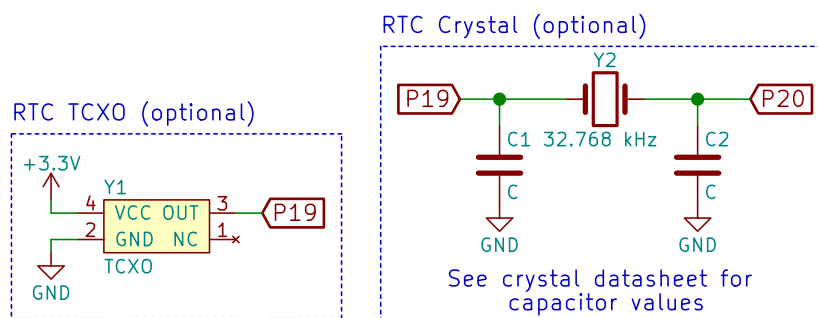 RTC Crystal (optional)
Y2
P19
P20
C1
32.768 kHz
C2
C
C
GND
GND
See crystal datasheet for
capacitor values
RTC TCXO (optional)
+3.3V
Y1
4
VCC
OUT
3
P19
2
GND
NC
1
TCXO
GND